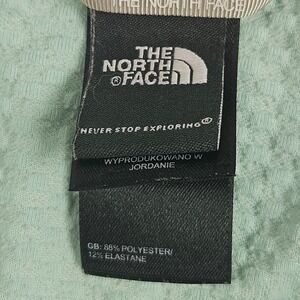 THE NORTH FACE
THE
NORTH
FACE®
NEVER STOP EXPLORING®
WYPRODUKOWANO W
JORDANIE
GB: 88% POLYESTER/
12% ELASTANE